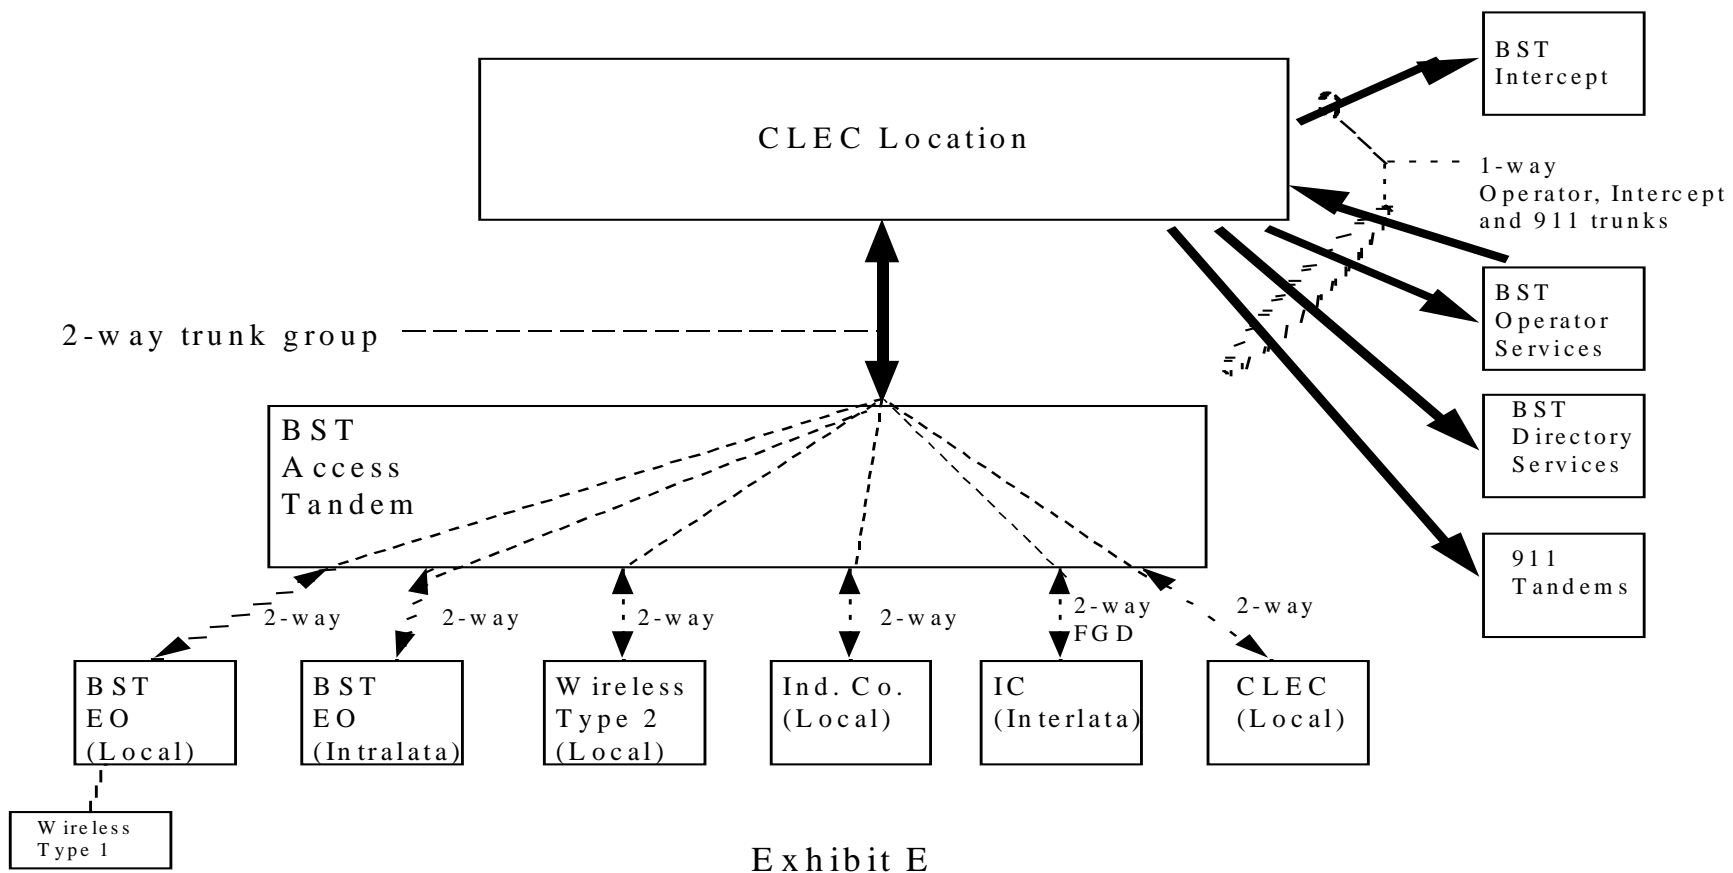 BST
Intercept
CLEC Location
1-way
Operator, Intercept
and 911 trunks
BST
Operator
Services
2-way trunk group
BST
Access
Tandem
BST
Directory
Services
911
Tandems
2-way
2-way
2-way
2-way
2-way
FGD
2-way
BST
EO
(Local)
BST
EO
(Intralata)
Wireless
Type 2
(Local)
Ind. Co.
(Local)
IC
(Interlata)
CLEC
(Local)
Wireless
Type 1
Exhibit E